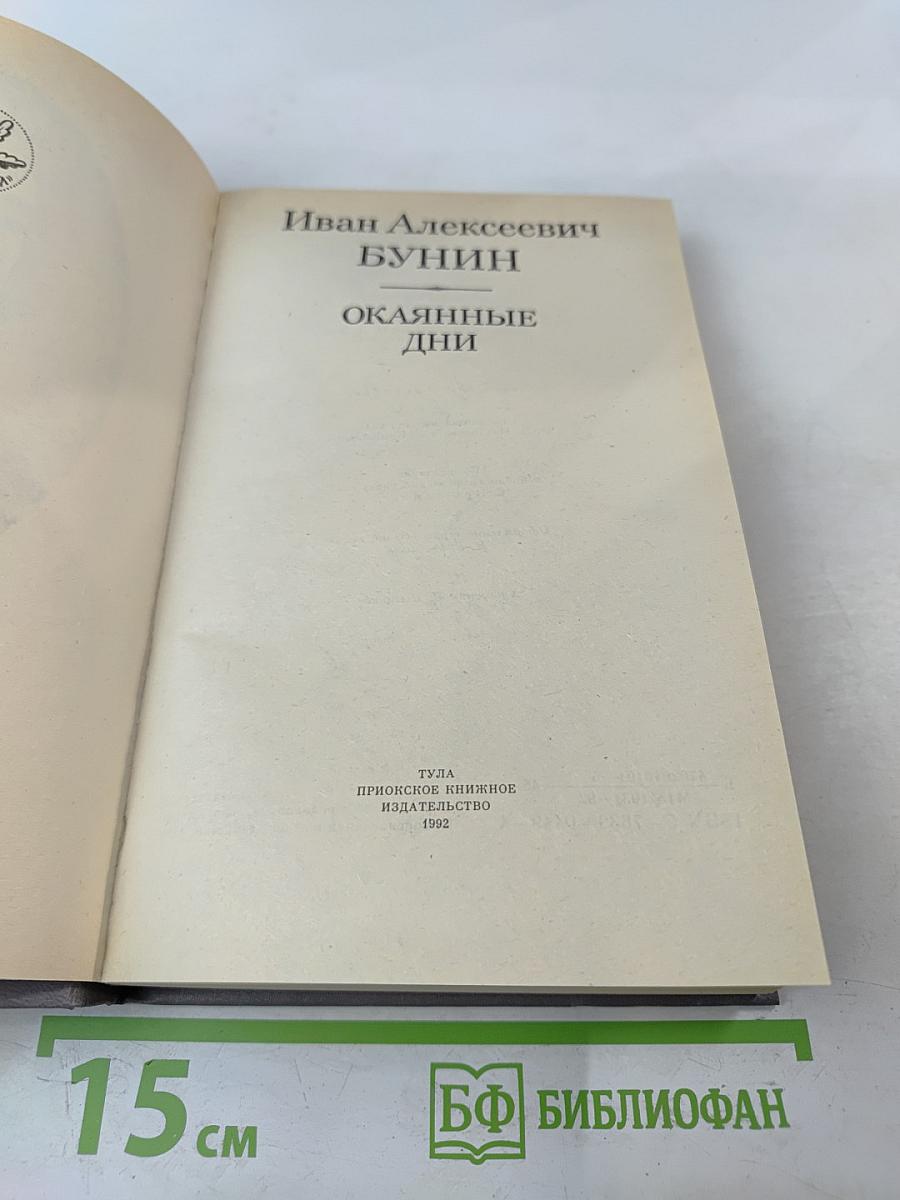 Иван Алексеевич
БУНИН
ОКАЯННЫЕ
ДНИ
ТУЛА
ПРИОКСКОЕ КНИЖНОЕ
ИЗДАТЕЛЬСТВО
1992
15 см
БФ БИБЛИОФАН